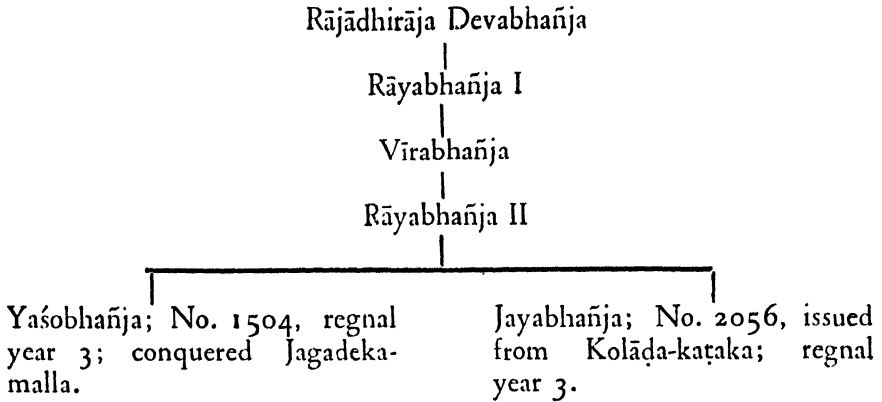 Rājādhirāja Devabhañja
Rāyabhañja I
Vīrabhañja
Rāyabhañja II
Yaśobhañja; No. 1504, regnal
year 3; conquered Jagadeka-
malla.
Jayabhañja; No. 2056, issued
from Kolāḍa-kaṭaka; regnal
year 3.